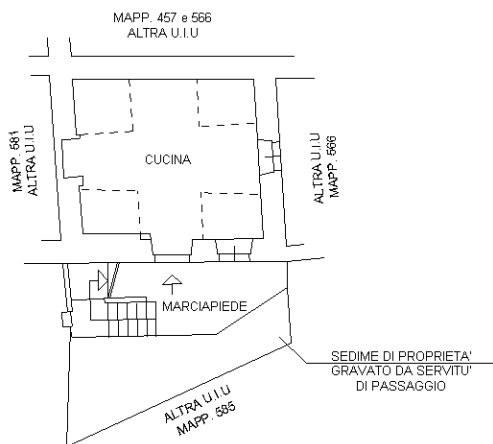 MAPP. 457 e 566
ALTRA U.I.U
MAPP. 581
ALTRA U.I.U
CUCINA
ALTRA U.I.U
MAPP. 566
MARCIAPIEDE
SEDIME DI PROPRIETA'
GRAVATO DA SERVITU'
DI PASSAGGIO
ALTRA U.I.U
MAPP. 585